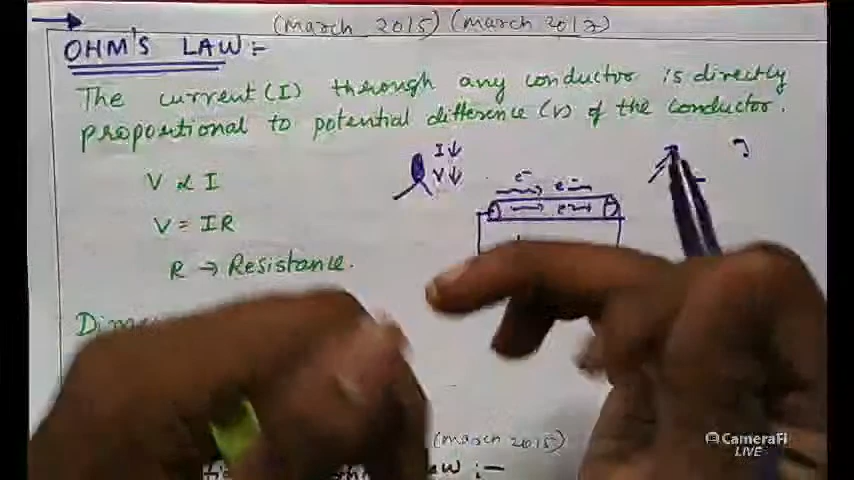 (March 2015) (March 2017)
OHM'S LAW:-
The current (I) through any conductor is directly
proportional to potential difference (V) of the conductor.
V ∝ I
V = IR
R → Resistance.
I↓
V↓
e⁻
e⁻
e⁻
(march 2015)
:-
CameraFi
LIVE